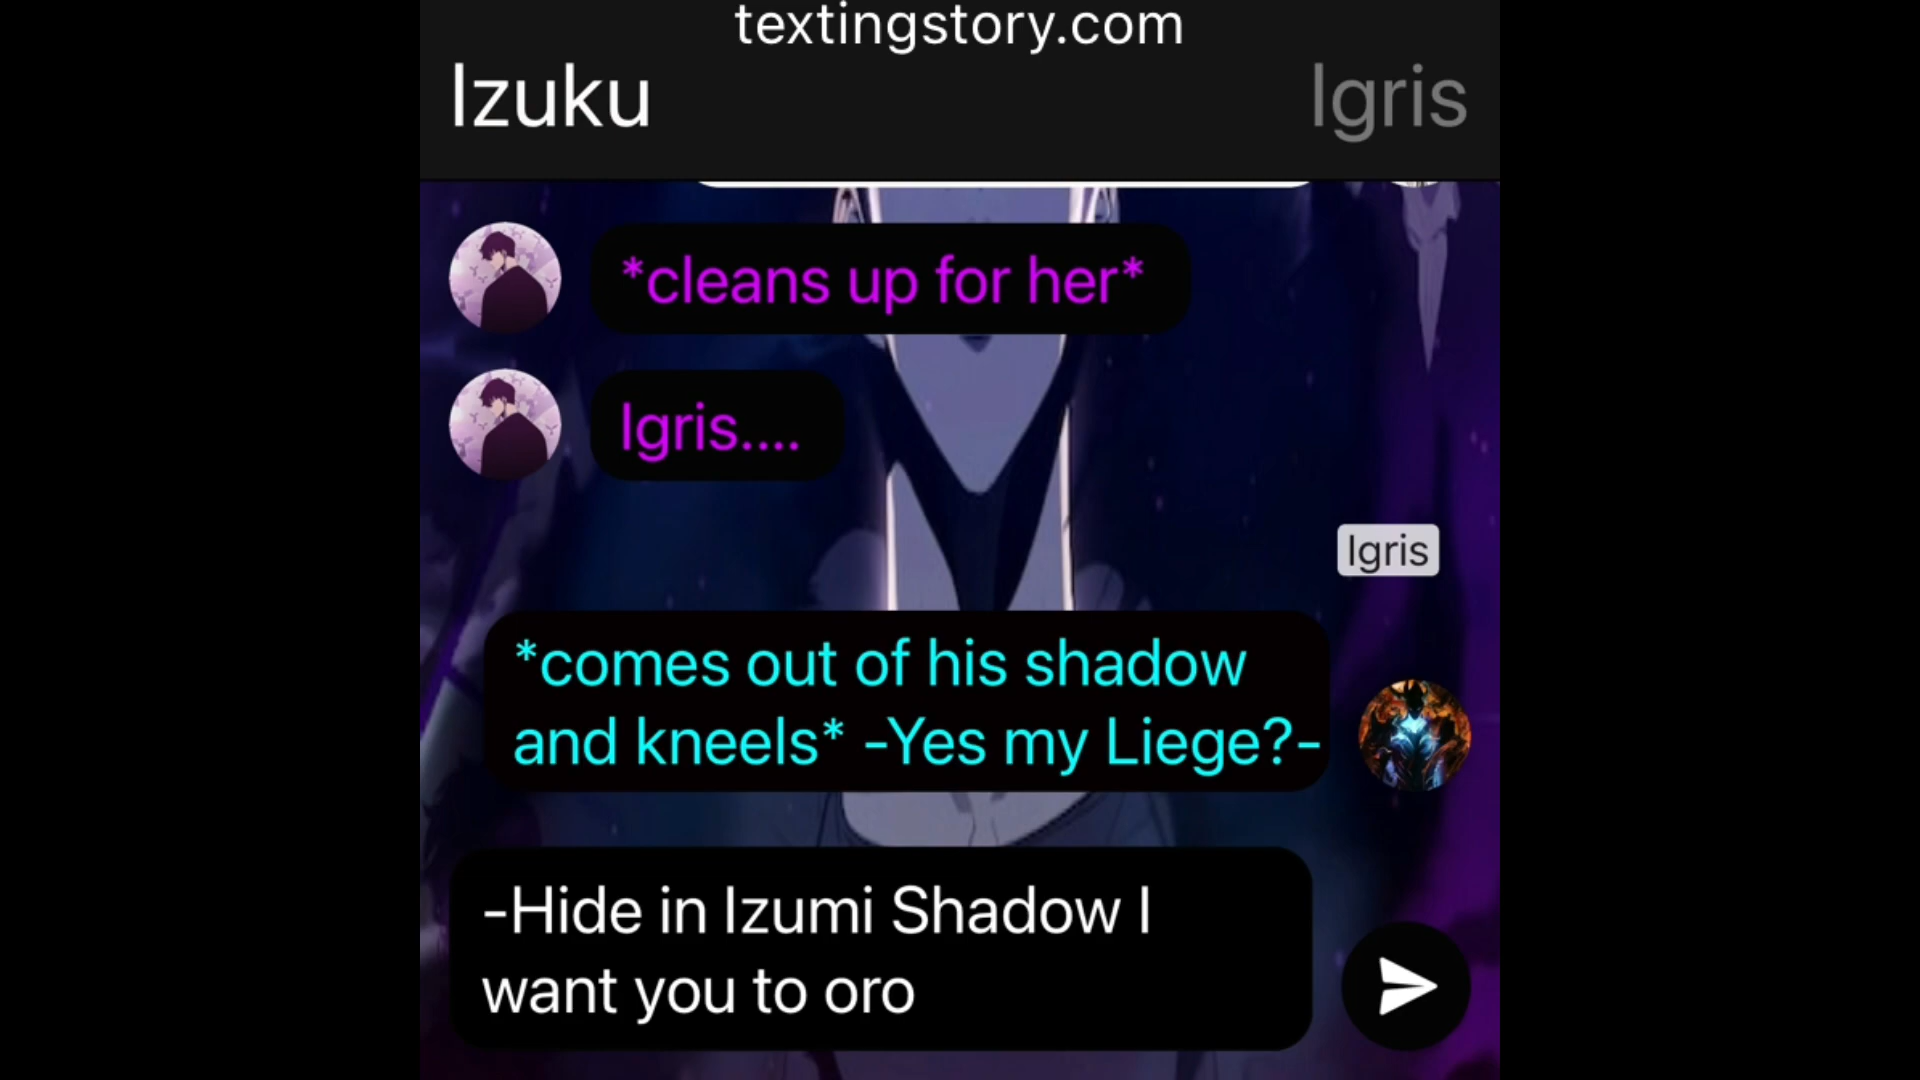 textingstory.com
Izuku
Igris
*cleans up for her*
Igris....
Igris
*comes out of his shadow
and kneels* -Yes my Liege?-
-Hide in Izumi Shadow I
want you to oro